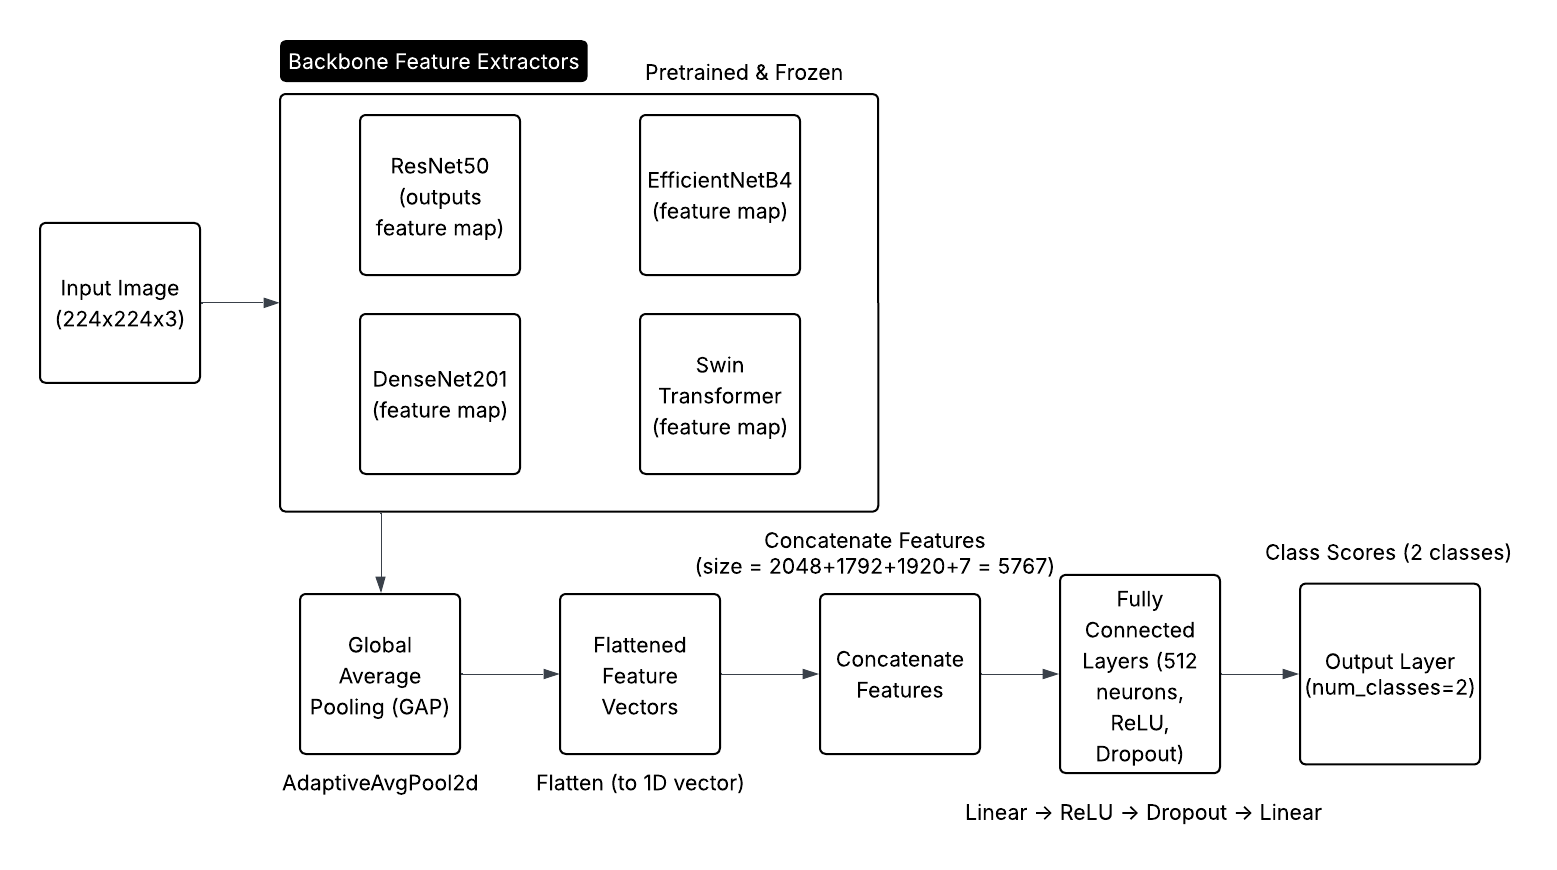 Backbone Feature Extractors
Pretrained & Frozen
ResNet50
(outputs
feature map)
EfficientNetB4
(feature map)
Input Image
(224x224x3)
DenseNet201
(feature map)
Swin
Transformer
(feature map)
Concatenate Features
(size = 2048+1792+1920+7 = 5767)
Class Scores (2 classes)
Global
Average
Pooling (GAP)
Flattened
Feature
Vectors
Concatenate
Features
Fully
Connected
Layers (512
neurons,
ReLU,
Dropout)
Output Layer
(num_classes=2)
AdaptiveAvgPool2d
Flatten (to 1D vector)
Linear → ReLU → Dropout → Linear